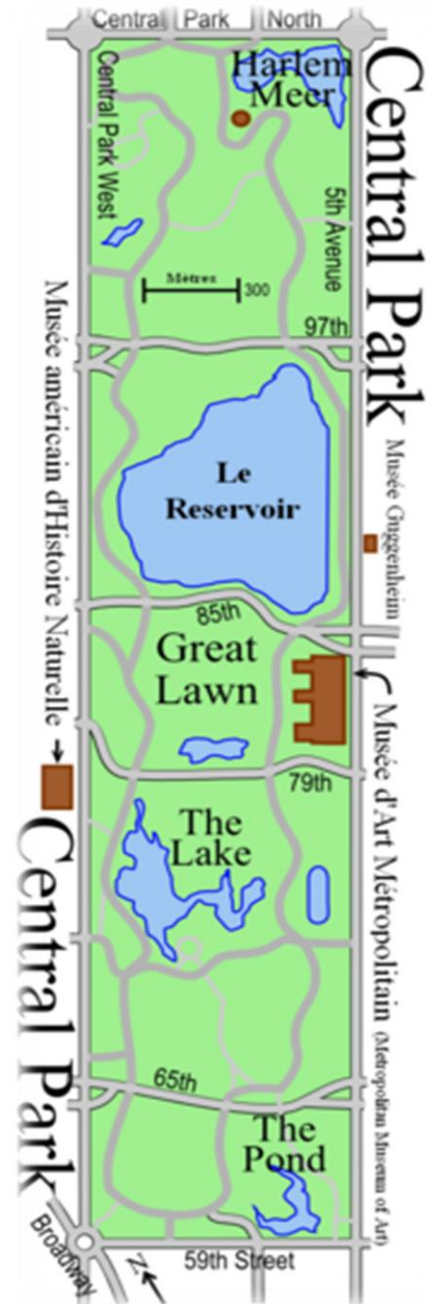 Central Park North
Harlem
Meer
Central Park West
5th Avenue
Central Park
Mètres
300
97th
Musée américain d'Histoire Naturelle
Le
Reservoir
Musée Guggenheim
85th
Great
Lawn
79th
Musée d'Art Métropolitain (Metropolitan Museum of Art)
The
Lake
Central Park
65th
The
Pond
Broadway
59th Street
N